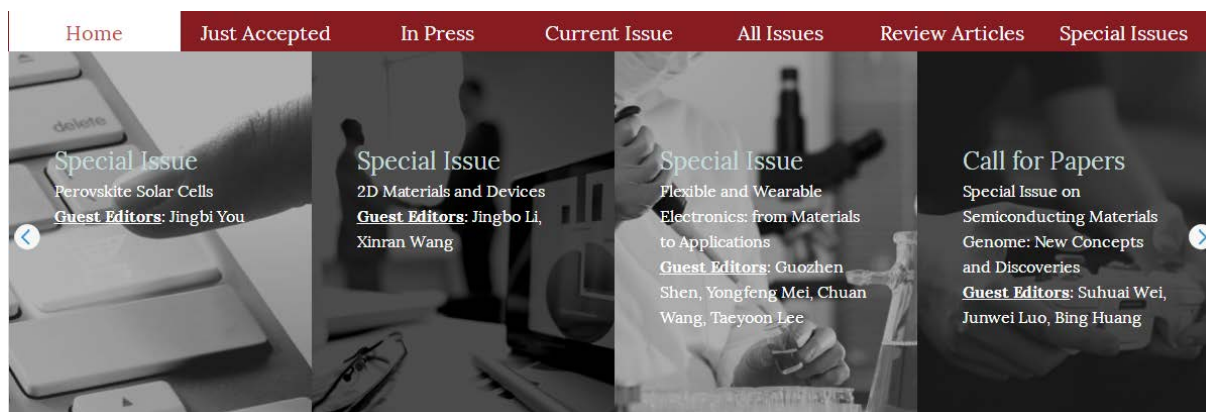 Home
Just Accepted
In Press
Current Issue
All Issues
Review Articles
Special Issues
delete
Special Issue
Perovskite Solar Cells
Guest Editors: Jingbi You
Special Issue
2D Materials and Devices
Guest Editors: Jingbo Li,
Xinran Wang
Special Issue
Flexible and Wearable
Electronics: from Materials
to Applications
Guest Editors: Guozhen
Shen, Yongfeng Mei, Chuan
Wang, Taeyoon Lee
Call for Papers
Special Issue on
Semiconducting Materials
Genome: New Concepts
and Discoveries
Guest Editors: Suhuai Wei,
Junwei Luo, Bing Huang